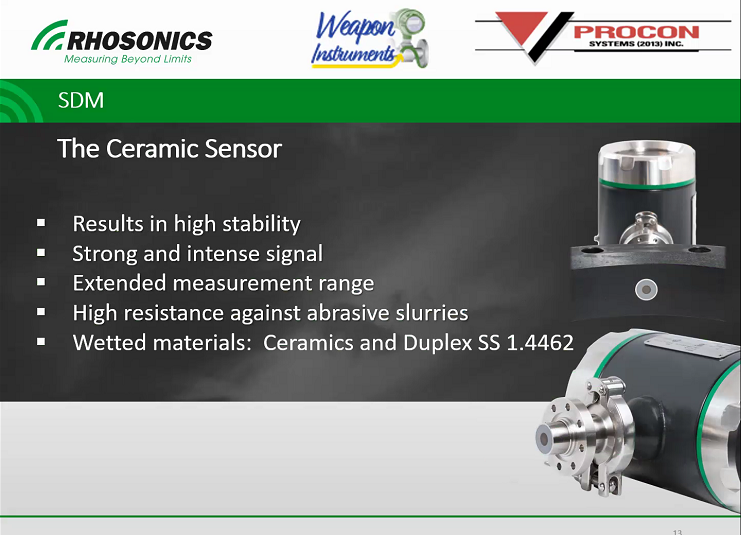 RHOSONICS
Measuring Beyond Limits
Weapon
Instruments
PROCON
SYSTEMS (2013) INC.
SDM
The Ceramic Sensor
▪ Results in high stability
▪ Strong and intense signal
▪ Extended measurement range
▪ High resistance against abrasive slurries
▪ Wetted materials:  Ceramics and Duplex SS 1.4462
13